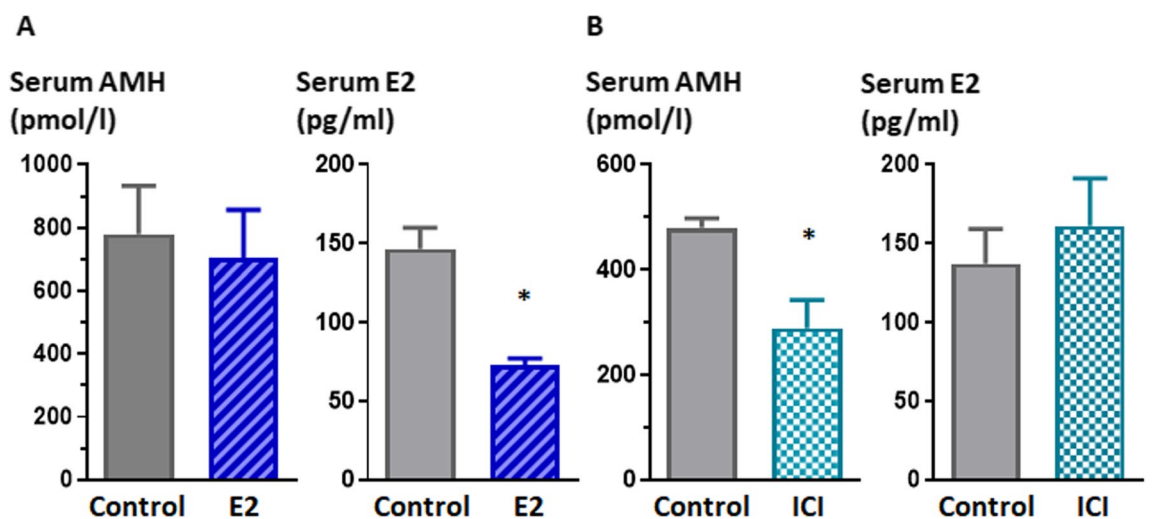 A
B
Serum AMH
(pmol/l)
Serum E2
(pg/ml)
Serum AMH
(pmol/l)
Serum E2
(pg/ml)
1000
800
600
400
200
0
Control
E2
200
150
100
50
0
*
Control
E2
600
400
200
0
*
Control
ICI
200
150
100
50
0
Control
ICI